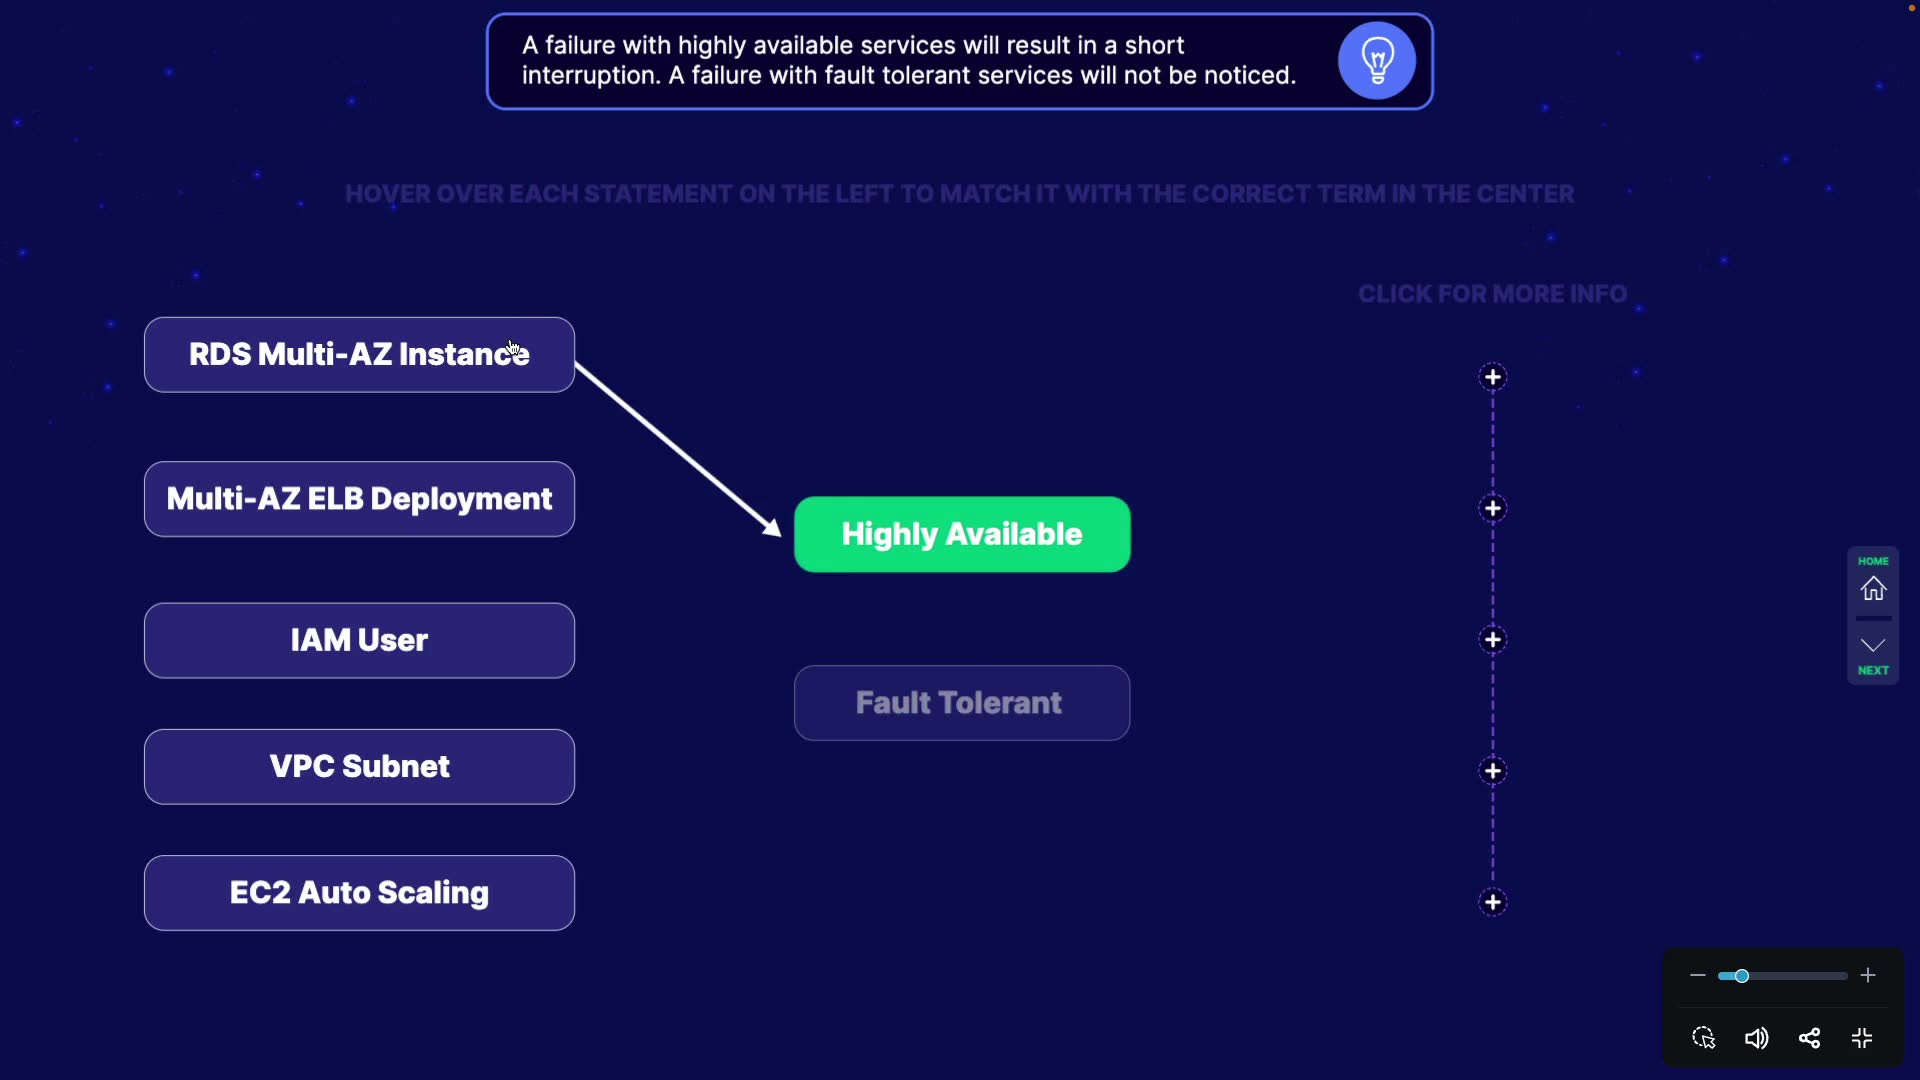 A failure with highly available services will result in a short
interruption. A failure with fault tolerant services will not be noticed.
HOVER OVER EACH STATEMENT ON THE LEFT TO MATCH IT WITH THE CORRECT TERM IN THE CENTER
CLICK FOR MORE INFO
RDS Multi-AZ Instance
Multi-AZ ELB Deployment
Highly Available
HOME
IAM User
NEXT
Fault Tolerant
VPC Subnet
EC2 Auto Scaling